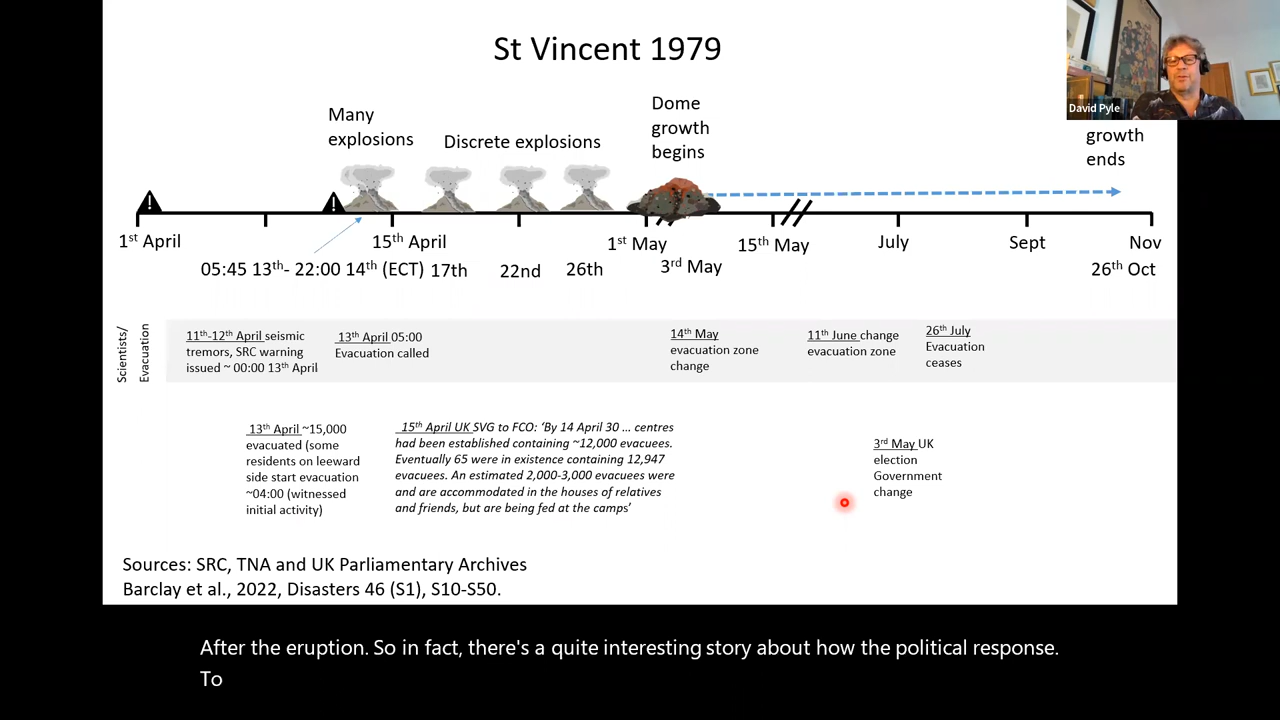 St Vincent 1979
David Pyle
Many
explosions
Discrete explosions
Dome
growth
begins
growth
ends
!
!
1st April
15th April
1st May
15th May
July
Sept
Nov
05:45 13th- 22:00 14th (ECT)
17th
22nd
26th
3rd May
26th Oct
Scientists/
Evacuation
11th-12th April seismic
tremors, SRC warning
issued ~ 00:00 13th April
13th April 05:00
Evacuation called
14th May
evacuation zone
change
11th June change
evacuation zone
26th July
Evacuation
ceases
13th April ~15,000
evacuated (some
residents on leeward
side start evacuation
~04:00 (witnessed
initial activity)
15th April UK SVG to FCO: ‘By 14 April 30 … centres
had been established containing ~12,000 evacuees.
Eventually 65 were in existence containing 12,947
evacuees. An estimated 2,000-3,000 evacuees were
and are accommodated in the houses of relatives
and friends, but are being fed at the camps’
3rd May UK
election
Government
change
Sources: SRC, TNA and UK Parliamentary Archives
Barclay et al., 2022, Disasters 46 (S1), S10-S50.
After the eruption. So in fact, there's a quite interesting story about how the political response.
To